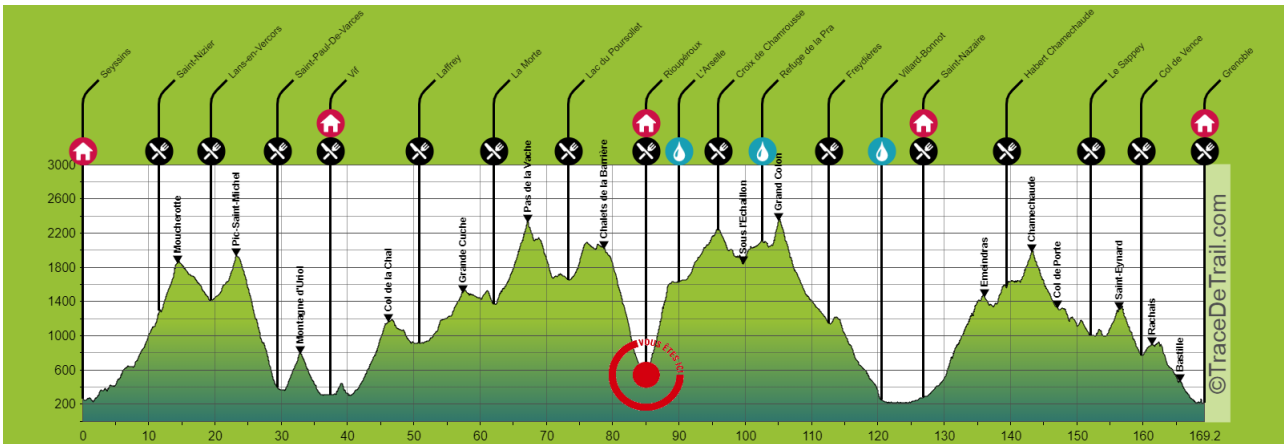 Seyssins
Saint-Nizier
Lans-en-Vercors
Saint-Paul-De-Varces
Vif
Laffrey
La Morte
Lac du Poursollet
Rioupéroux
L'Arselle
Croix de Chamrousse
Refuge de la Pra
Freydières
Villard-Bonnot
Saint-Nazaire
Habert Chamechaude
Le Sappey
Col de Vence
Grenoble
3000
2600
2200
1800
1400
1000
600
200
Moucherotte
Pic-Saint-Michel
Montagne d'Uriol
Col de la Chal
Grande Cuche
Pas de la Vache
Chalets de la Barrière
Sous l'Echaillon
Grand Colon
Emeindras
Chamechaude
Col de Porte
Saint-Eynard
Rachais
Bastille
VOUS ÊTES ICI
©TraceDeTrail.com
0 10 20 30 40 50 60 70 80 90 100 110 120 130 140 150 160 169.2